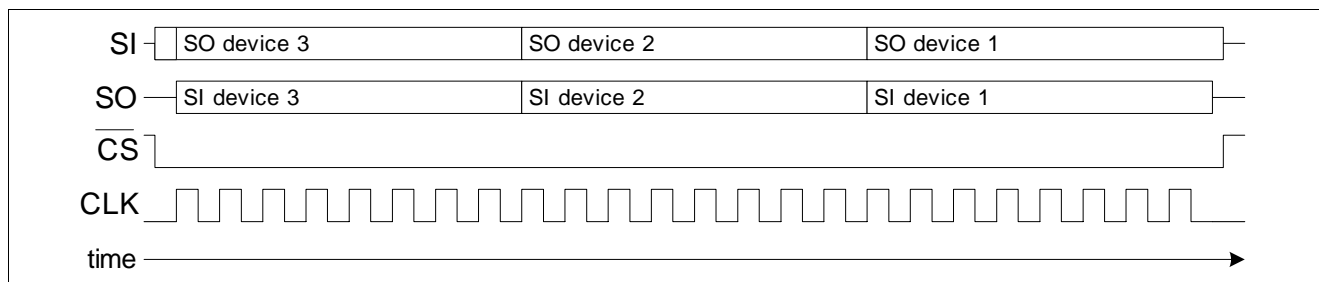 SI SO device 3 SO device 2 SO device 1
SO SI device 3 SI device 2 SI device 1
CS
CLK
time